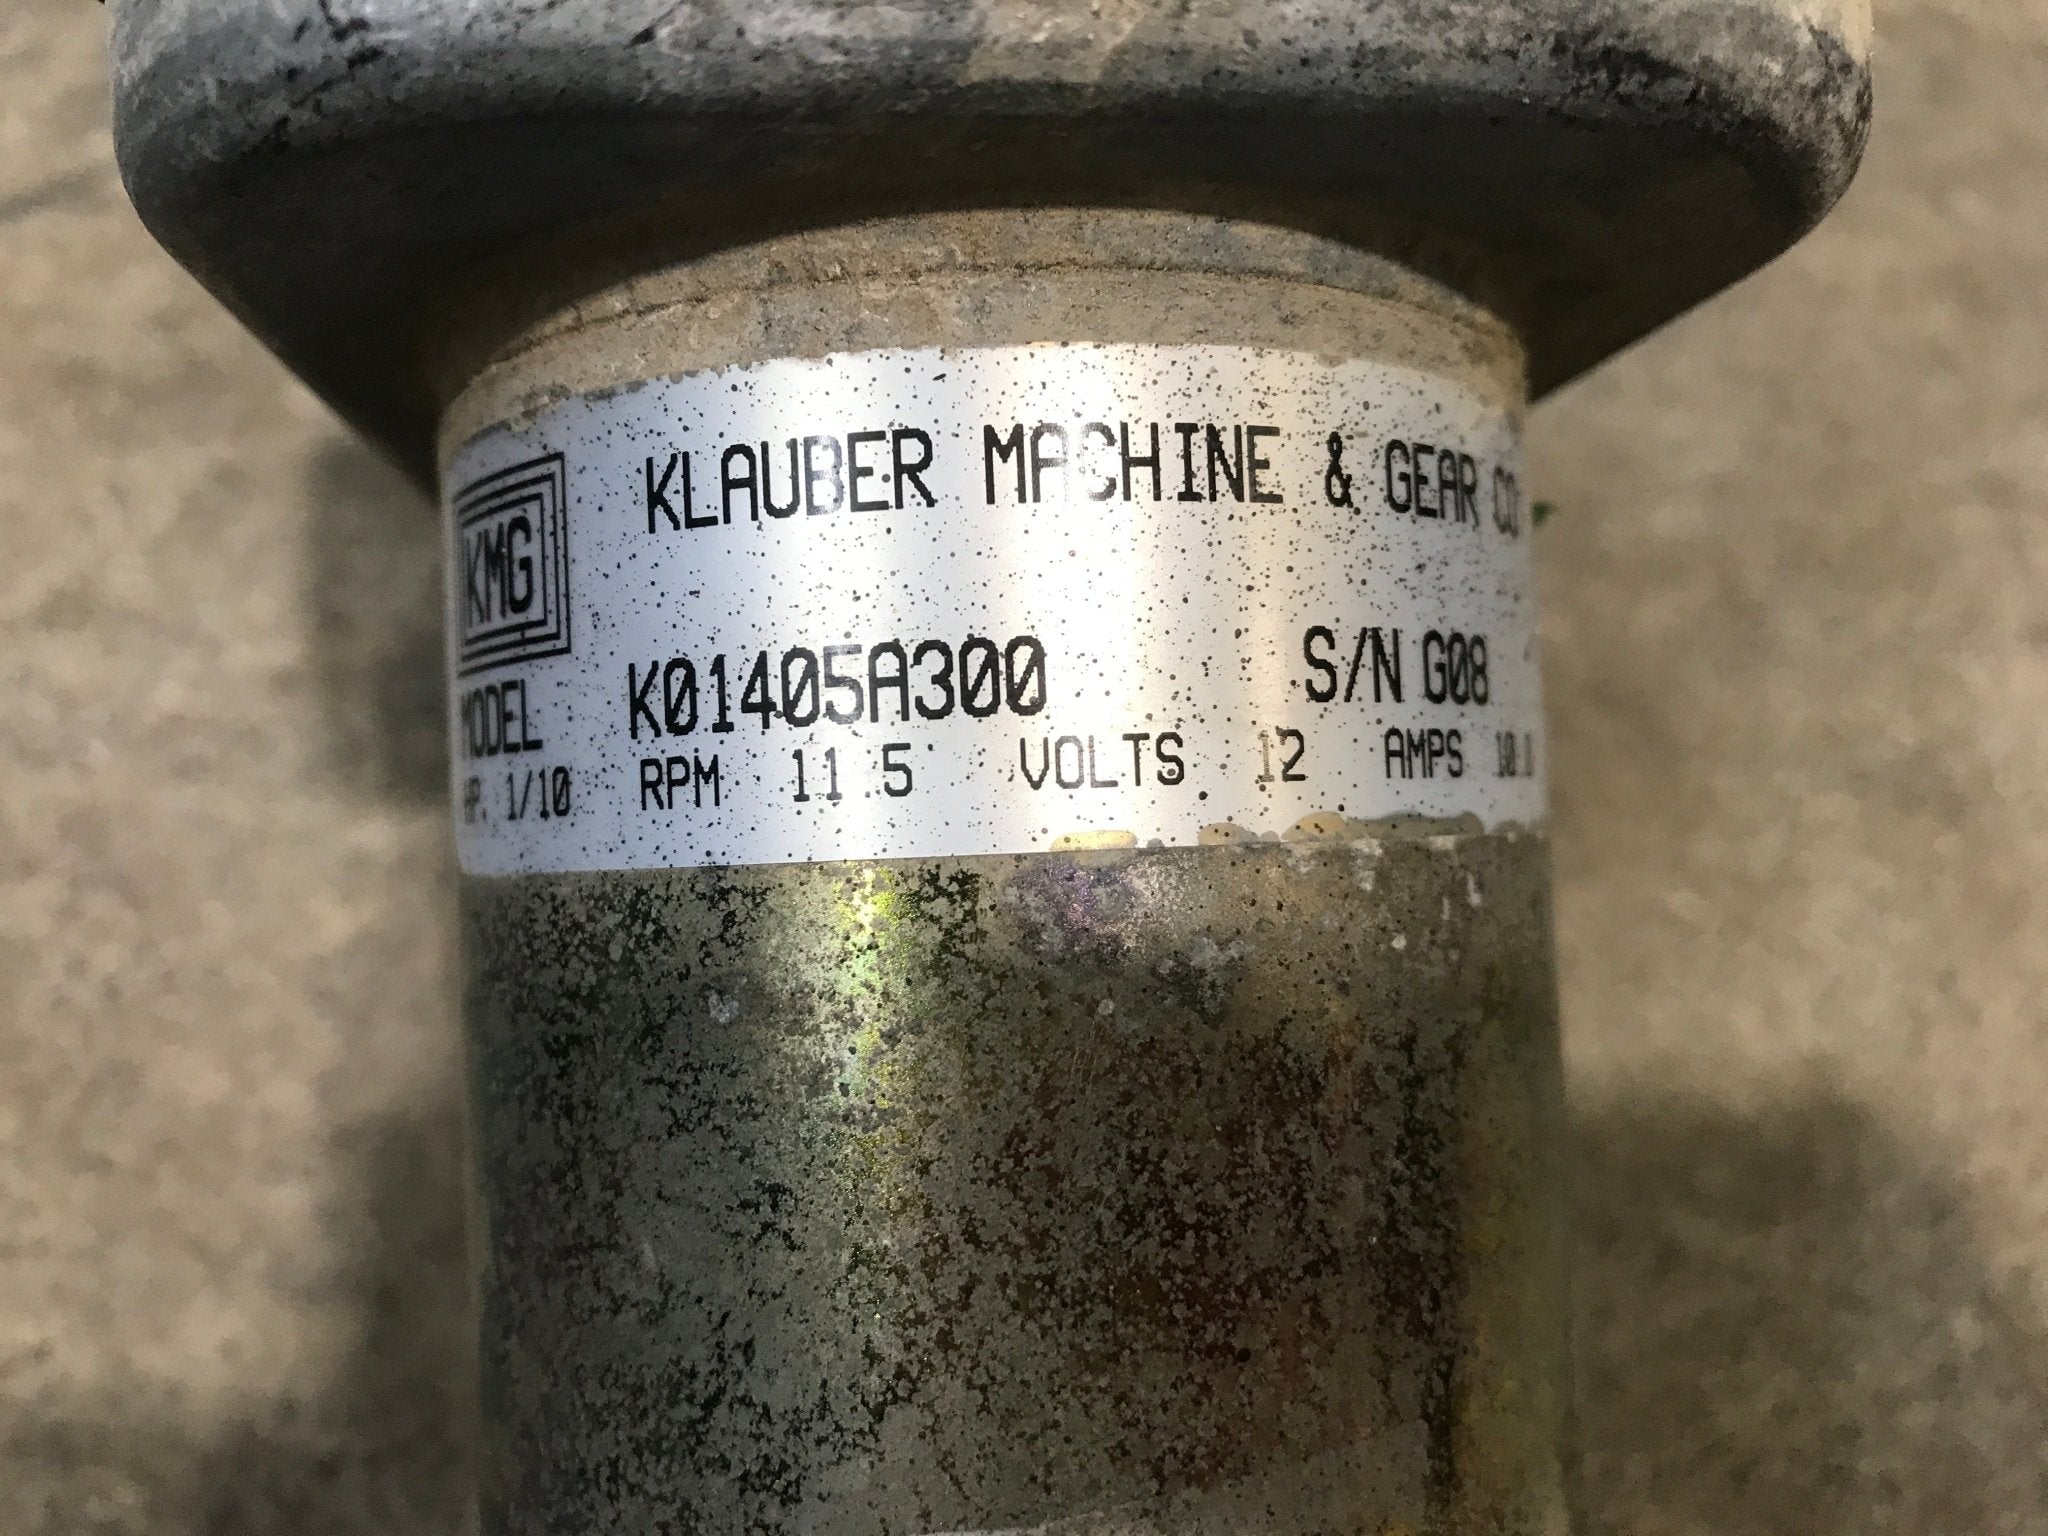 KLAUBER MACHINE & GEAR CO
KMG
MODEL K01405A300 S/N G08
HP. 1/10 RPM 11.5 VOLTS 12 AMPS